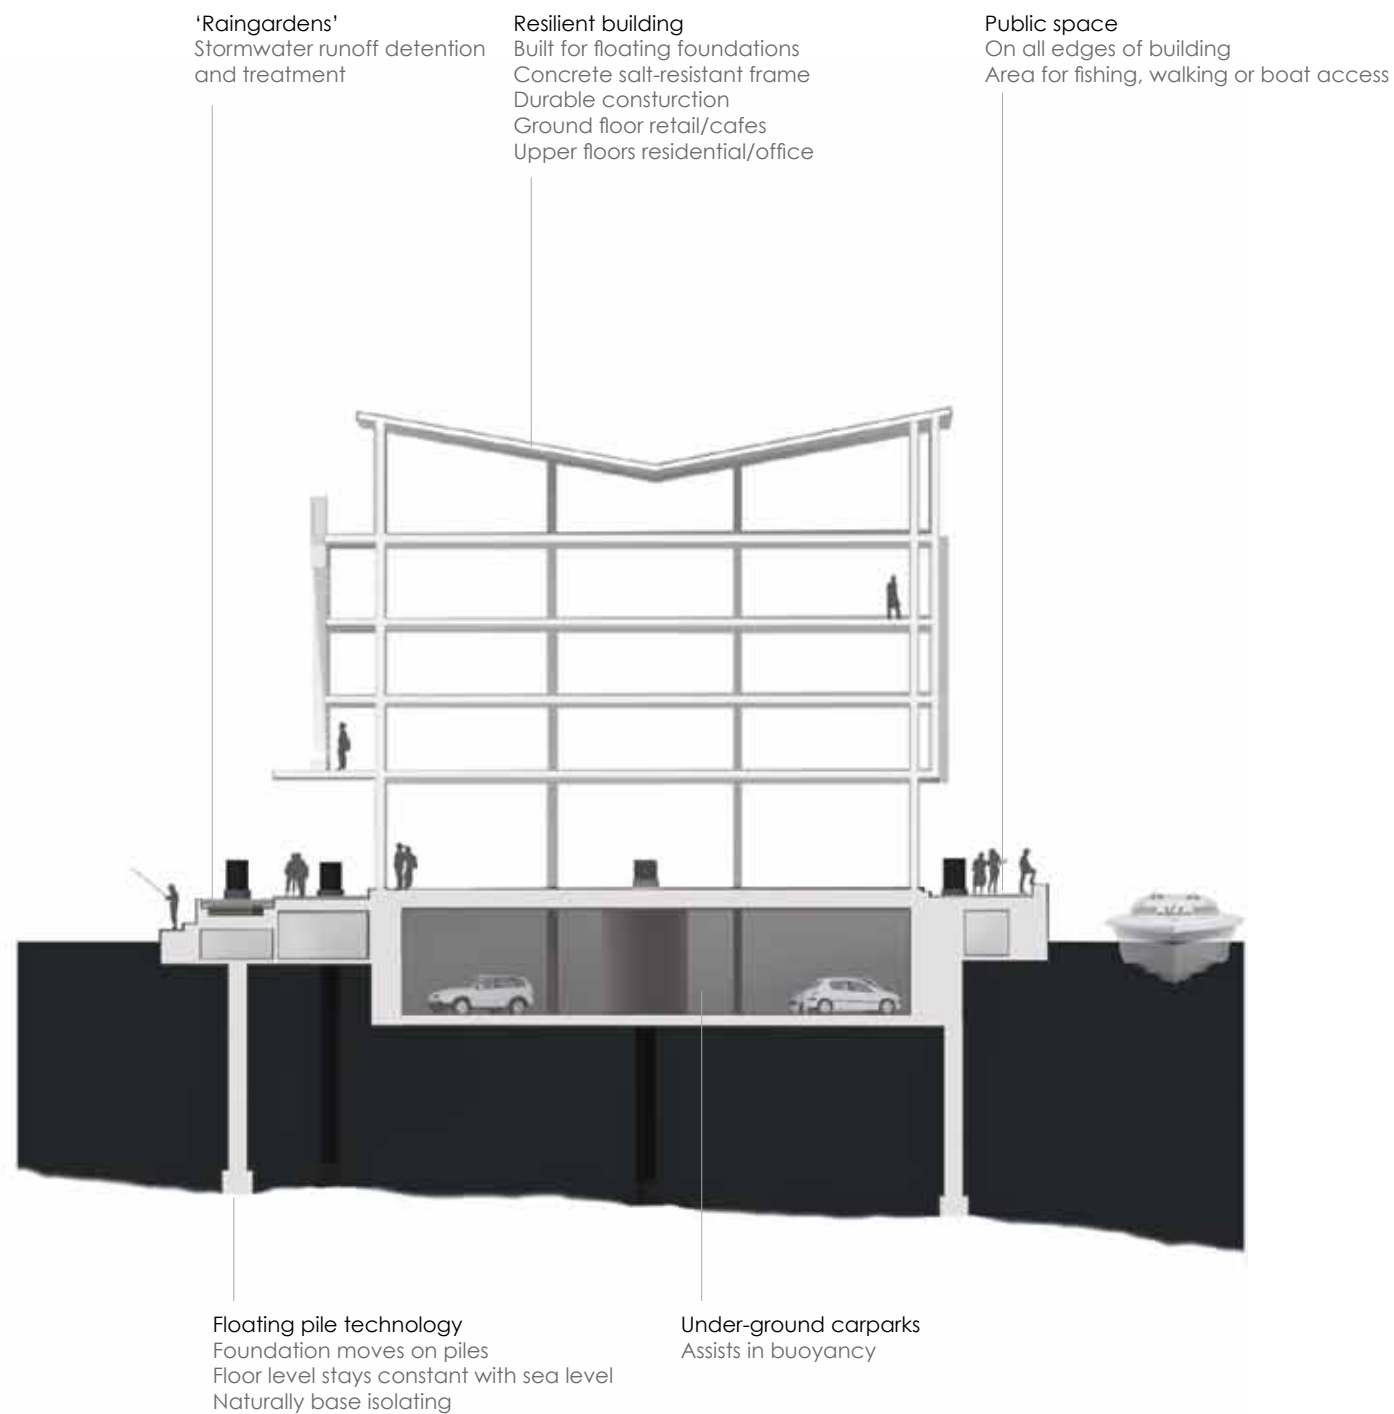 ‘Raingardens’
Stormwater runoff detention
and treatment
Resilient building
Built for floating foundations
Concrete salt-resistant frame
Durable consturction
Ground floor retail/cafes
Upper floors residential/office
Public space
On all edges of building
Area for fishing, walking or boat access
Floating pile technology
Foundation moves on piles
Floor level stays constant with sea level
Naturally base isolating
Under-ground carparks
Assists in buoyancy